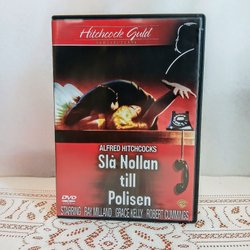 Hitchcock Guld
ALFRED HITCHCOCKS
Slå Nollan
till
Polisen
DVD
STARRING RAY MILLAND GRACE KELLY ROBERT CUMMINGS